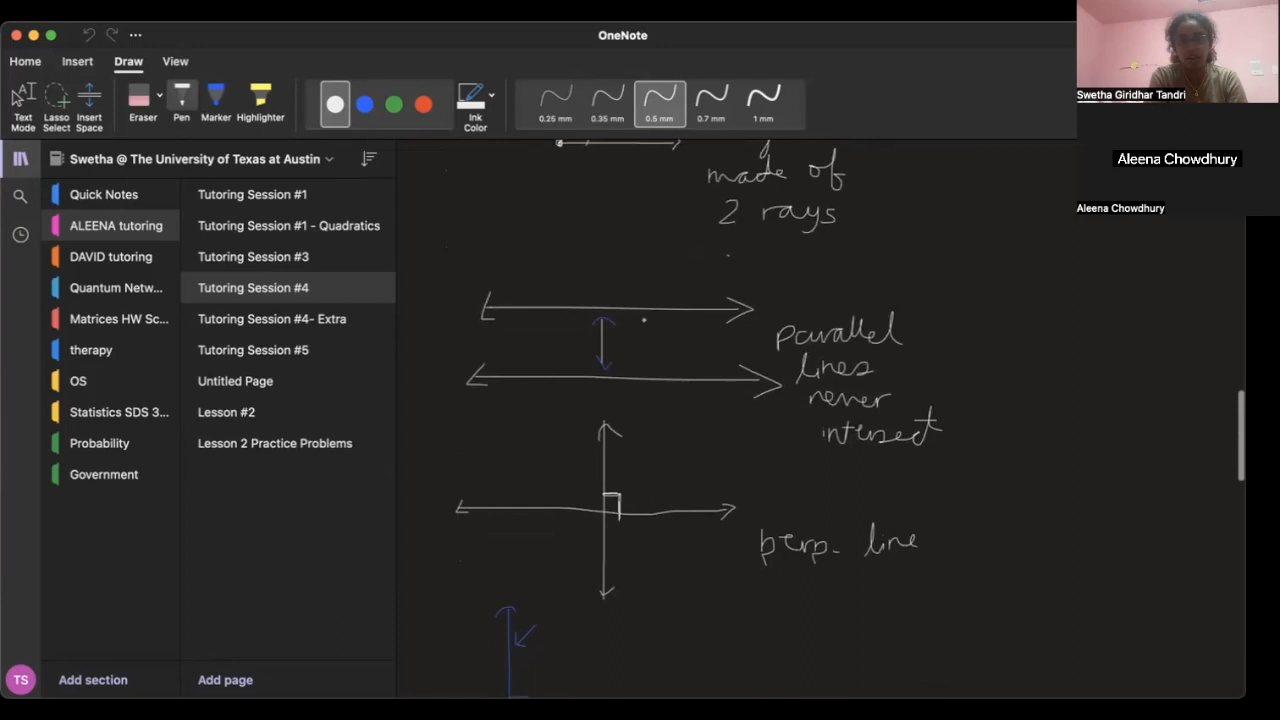 OneNote
Home Insert Draw View
Text Mode
Lasso Select
Insert Space
Eraser
Pen
Marker
Highlighter
Ink Color
0.25 mm
0.35 mm
0.5 mm
0.7 mm
1 mm
Swetha Giridhar Tandri
Aleena Chowdhury
Aleena Chowdhury
Swetha @ The University of Texas at Austin
Quick Notes
ALEENA tutoring
DAVID tutoring
Quantum Netw...
Matrices HW Sc...
therapy
OS
Statistics SDS 3...
Probability
Government
Tutoring Session #1
Tutoring Session #1 - Quadratics
Tutoring Session #3
Tutoring Session #4
Tutoring Session #4- Extra
Tutoring Session #5
Untitled Page
Lesson #2
Lesson 2 Practice Problems
made of
2 rays
parallel
lines
never
intersect
perp. line
TS
Add section
Add page